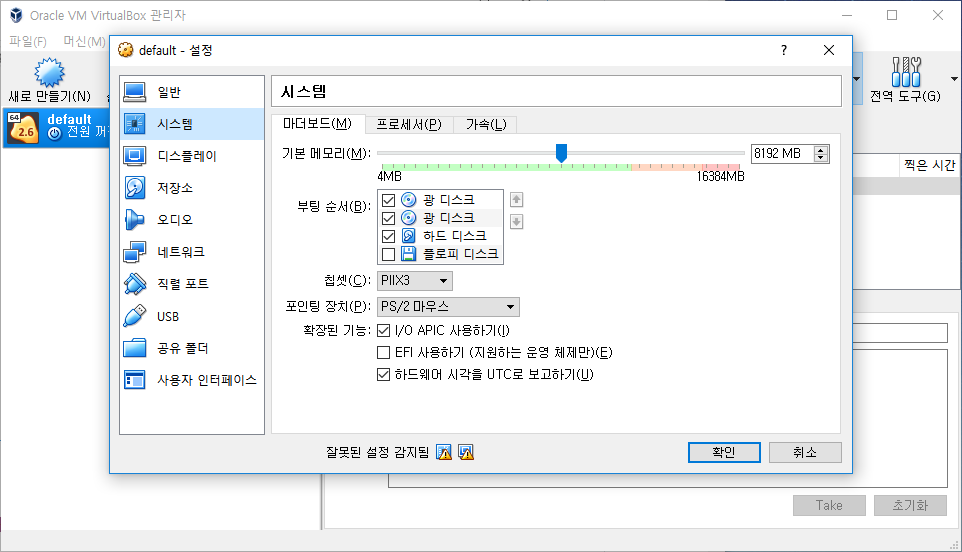 Oracle VM VirtualBox 관리자
파일(F) 머신(M)
새로 만들기(N)
전역 도구(G)
64
2.6
default
전원 꺼
찍은 시간
default - 설정
?
일반
시스템
디스플레이
저장소
오디오
네트워크
직렬 포트
USB
공유 폴더
사용자 인터페이스
시스템
마더보드(M) 프로세서(P) 가속(L)
기본 메모리(M): 8192 MB
4MB 16384MB
부팅 순서(B): 광 디스크
광 디스크
하드 디스크
플로피 디스크
칩셋(C): PIIX3
포인팅 장치(P): PS/2 마우스
확장된 기능: I/O APIC 사용하기(I)
EFI 사용하기 (지원하는 운영 체제만)(E)
하드웨어 시각을 UTC로 보고하기(U)
잘못된 설정 감지됨 확인 취소
Take 초기화